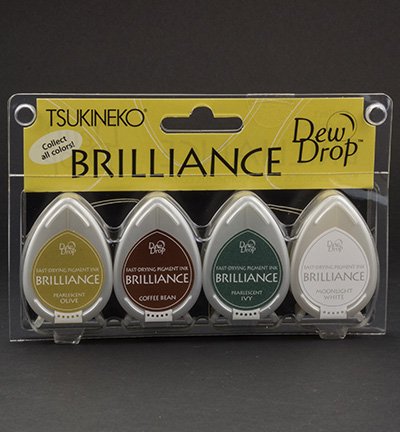 TSUKINEKO®
Collect
all colors!
BRILLIANCE
Dew
Drop™
Dew
Drop
FAST-DRYING PIGMENT INK
BRILLIANCE
PEARLESCENT
OLIVE
Dew
Drop
FAST-DRYING PIGMENT INK
BRILLIANCE
COFFEE BEAN
Dew
Drop
FAST-DRYING PIGMENT INK
BRILLIANCE
PEARLESCENT
IVY
Dew
Drop
FAST-DRYING PIGMENT INK
BRILLIANCE
MOONLIGHT
WHITE